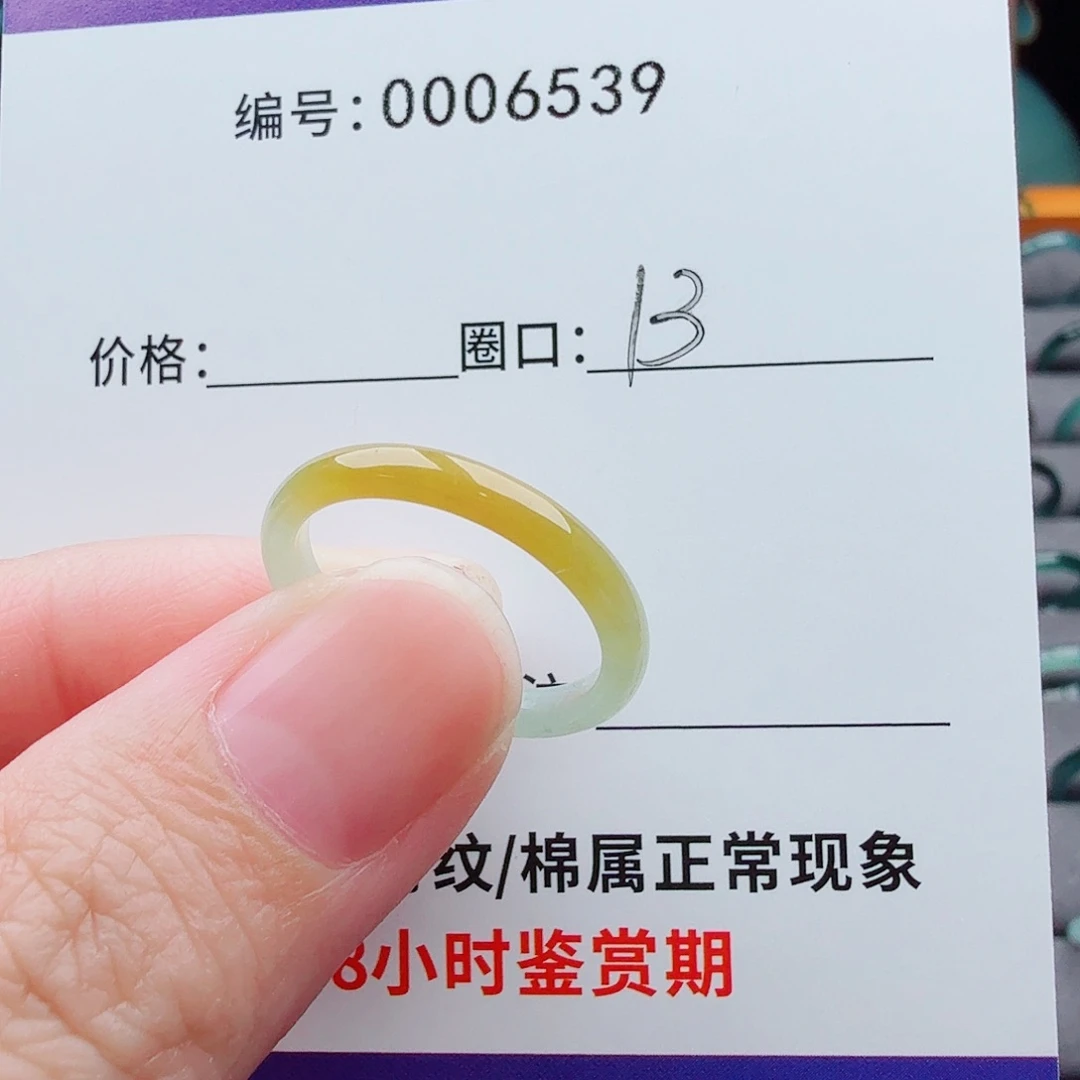 编号:0006539
价格: 圈口: 13
纹/棉属正常现象
8小时鉴赏期